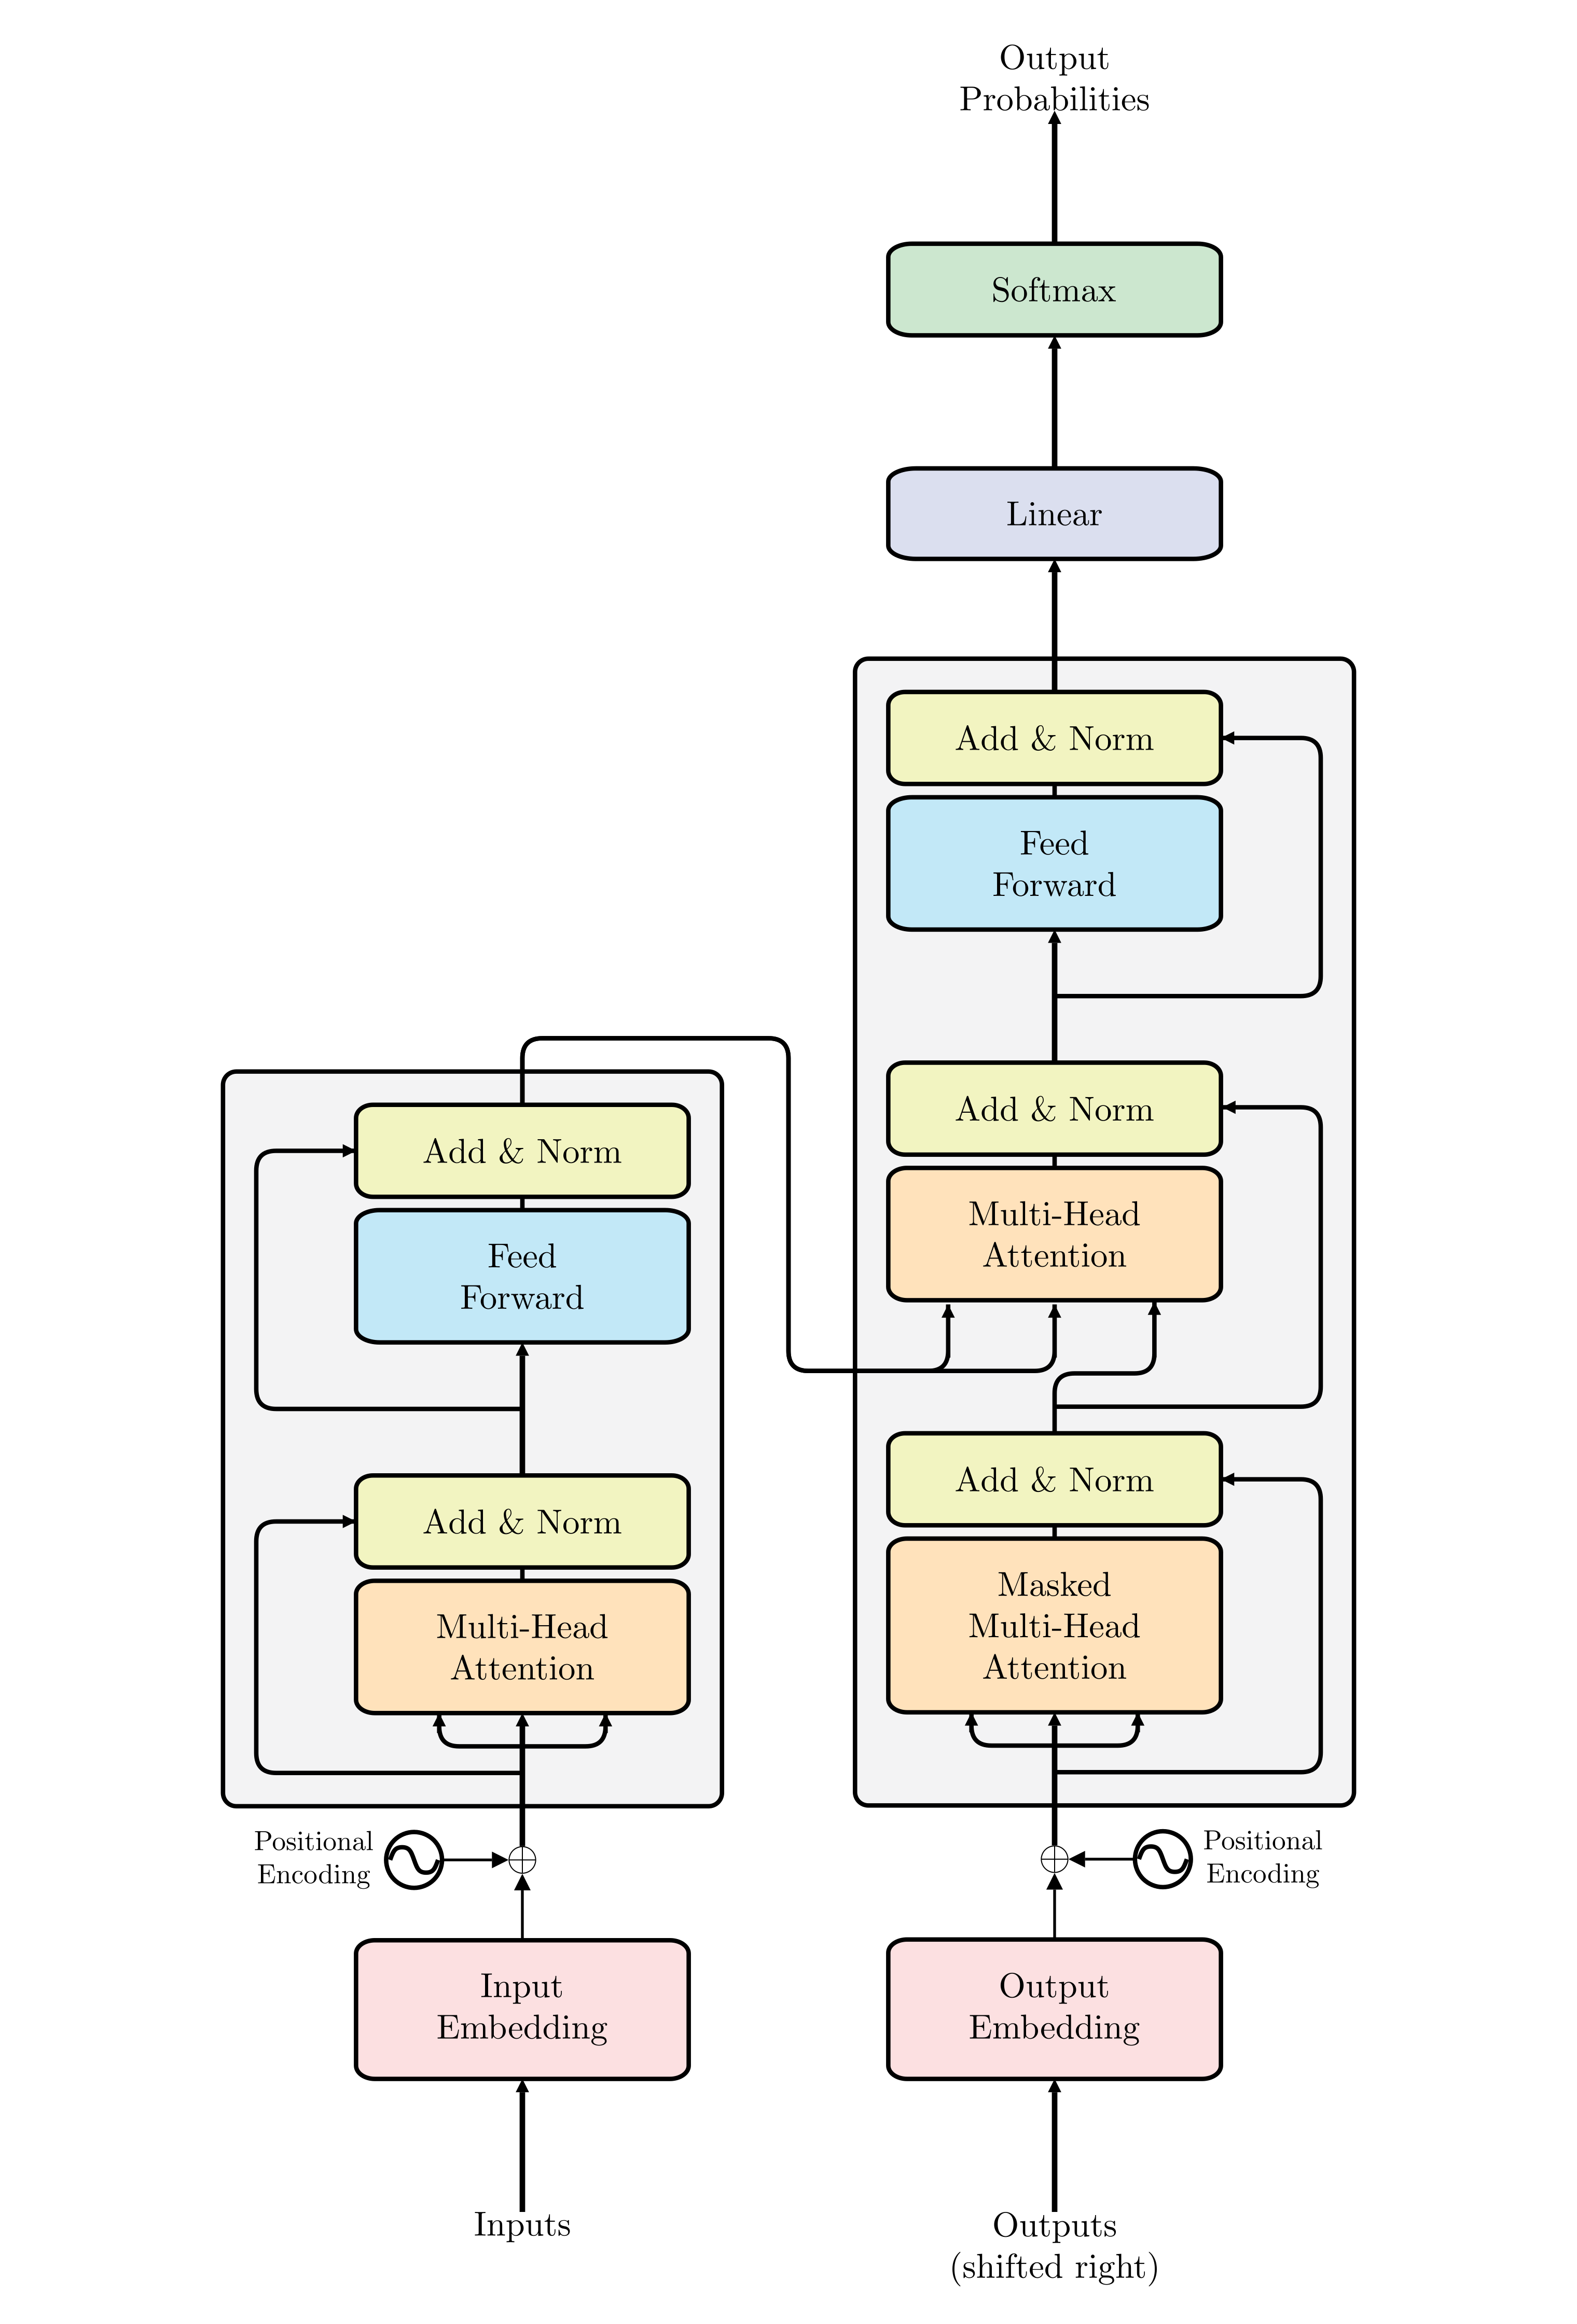 Output
Probabilities
Softmax
Linear
Add & Norm
Feed
Forward
Add & Norm
Multi-Head
Attention
Add & Norm
Masked
Multi-Head
Attention
Positional
Encoding
Output
Embedding
Outputs
(shifted right)
Add & Norm
Feed
Forward
Add & Norm
Multi-Head
Attention
Positional
Encoding
Input
Embedding
Inputs